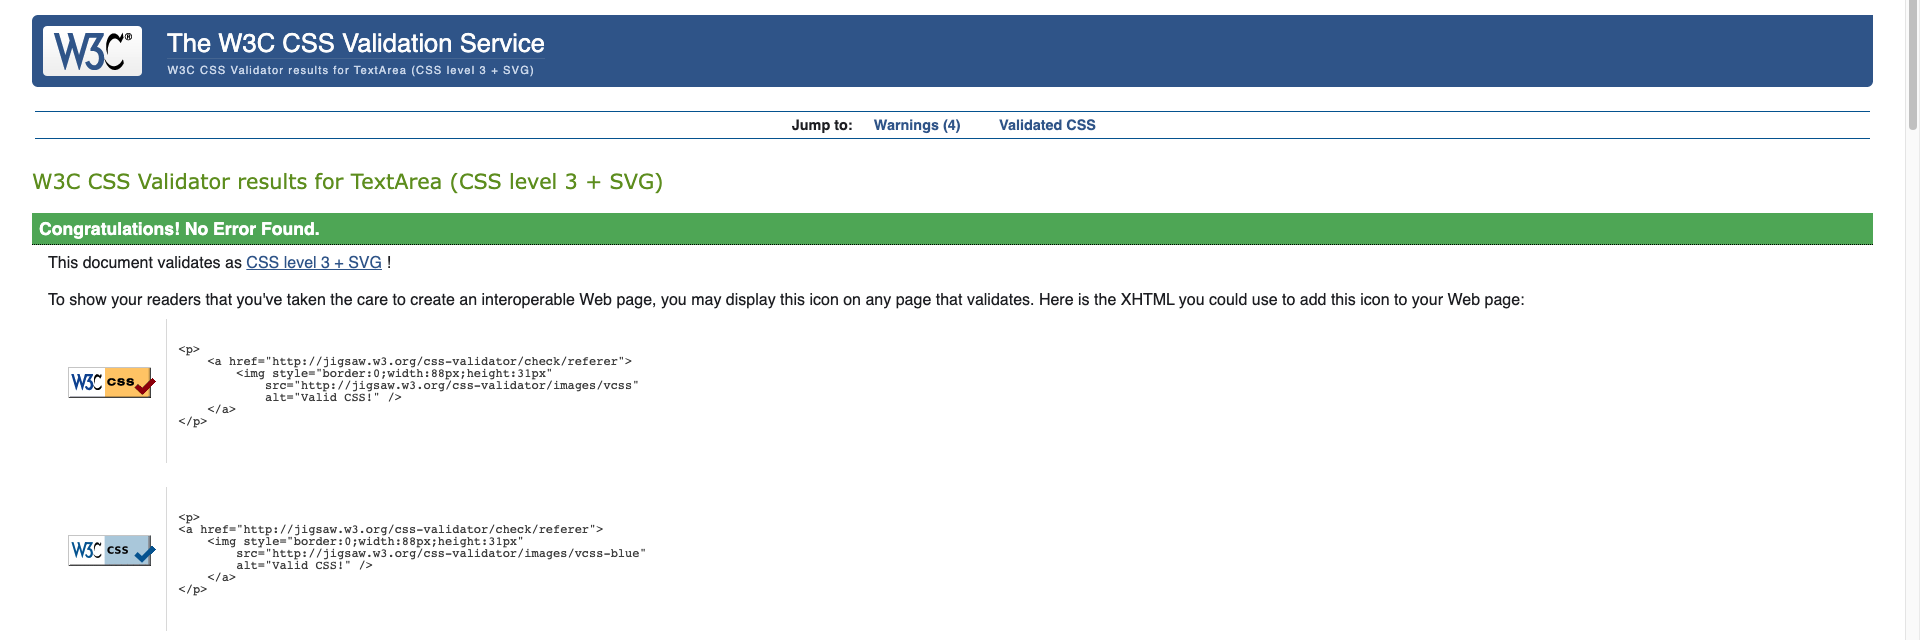 W3C®
The W3C CSS Validation Service
W3C CSS Validator results for TextArea (CSS level 3 + SVG)
Jump to: Warnings (4) Validated CSS
W3C CSS Validator results for TextArea (CSS level 3 + SVG)
Congratulations! No Error Found.
This document validates as CSS level 3 + SVG !
To show your readers that you've taken the care to create an interoperable Web page, you may display this icon on any page that validates. Here is the XHTML you could use to add this icon to your Web page:
W3C css
<p>
    <a href="http://jigsaw.w3.org/css-validator/check/referer">
        <img style="border:0;width:88px;height:31px"
            src="http://jigsaw.w3.org/css-validator/images/vcss"
            alt="Valid CSS!" />
    </a>
</p>
W3C css
<p>
<a href="http://jigsaw.w3.org/css-validator/check/referer">
    <img style="border:0;width:88px;height:31px"
        src="http://jigsaw.w3.org/css-validator/images/vcss-blue"
        alt="Valid CSS!" />
    </a>
</p>